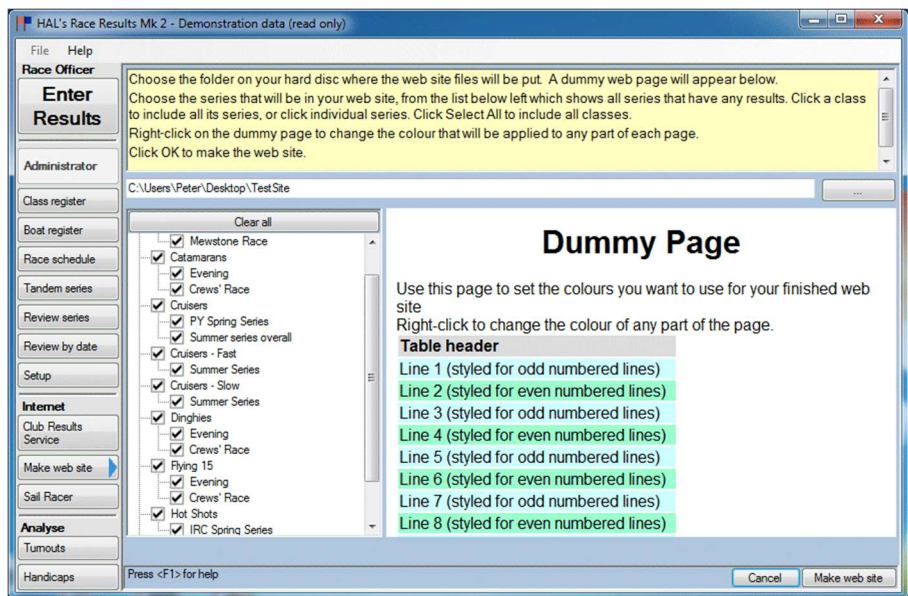 HAL's Race Results Mk 2 - Demonstration data (read only)
File Help
Race Officer
Enter
Results
Administrator
Class register
Boat register
Race schedule
Tandem series
Review series
Review by date
Setup
Internet
Club Results
Service
Make web site
Sail Racer
Analyse
Turnouts
Handicaps
Choose the folder on your hard disc where the web site files will be put. A dummy web page will appear below.
Choose the series that will be in your web site, from the list below left which shows all series that have any results. Click a class
to include all its series, or click individual series. Click Select All to include all classes.
Right-click on the dummy page to change the colour that will be applied to any part of each page.
Click OK to make the web site.
C:\Users\Peter\Desktop\TestSite
...
Clear all
Mewstone Race
Catamarans
Evening
Crews' Race
Cruisers
PY Spring Series
Summer series overall
Cruisers - Fast
Summer Series
Cruisers - Slow
Summer Series
Dinghies
Evening
Crews' Race
Flying 15
Evening
Crews' Race
Hot Shots
IRC Spring Series
Dummy Page
Use this page to set the colours you want to use for your finished web
site
Right-click to change the colour of any part of the page.
Table header
Line 1 (styled for odd numbered lines)
Line 2 (styled for even numbered lines)
Line 3 (styled for odd numbered lines)
Line 4 (styled for even numbered lines)
Line 5 (styled for odd numbered lines)
Line 6 (styled for even numbered lines)
Line 7 (styled for odd numbered lines)
Line 8 (styled for even numbered lines)
Press <F1> for help
Cancel
Make web site